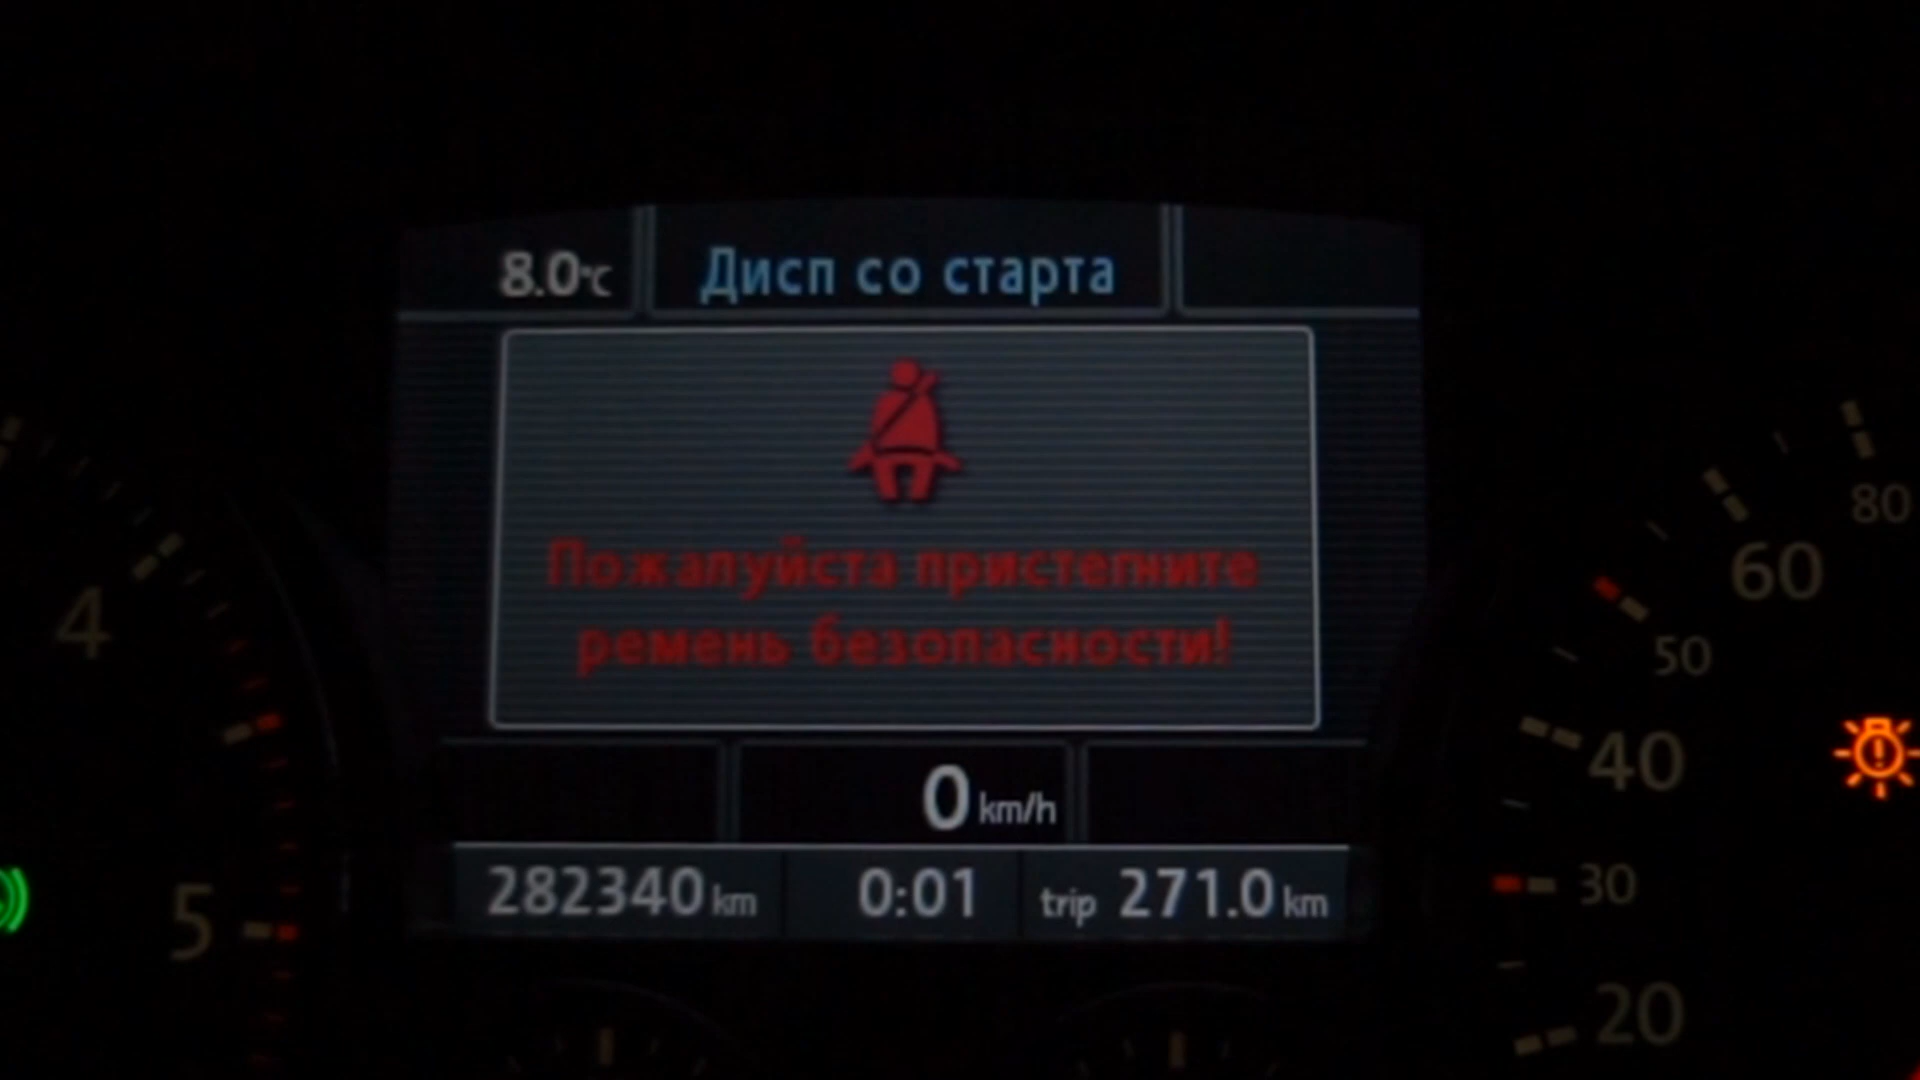 8.0°C
Дисп со старта
Пожалуйста пристегните
ремень безопасности!
0 km/h
282340 km 0:01 trip 271.0 km
4
5
80
60
50
40
30
20